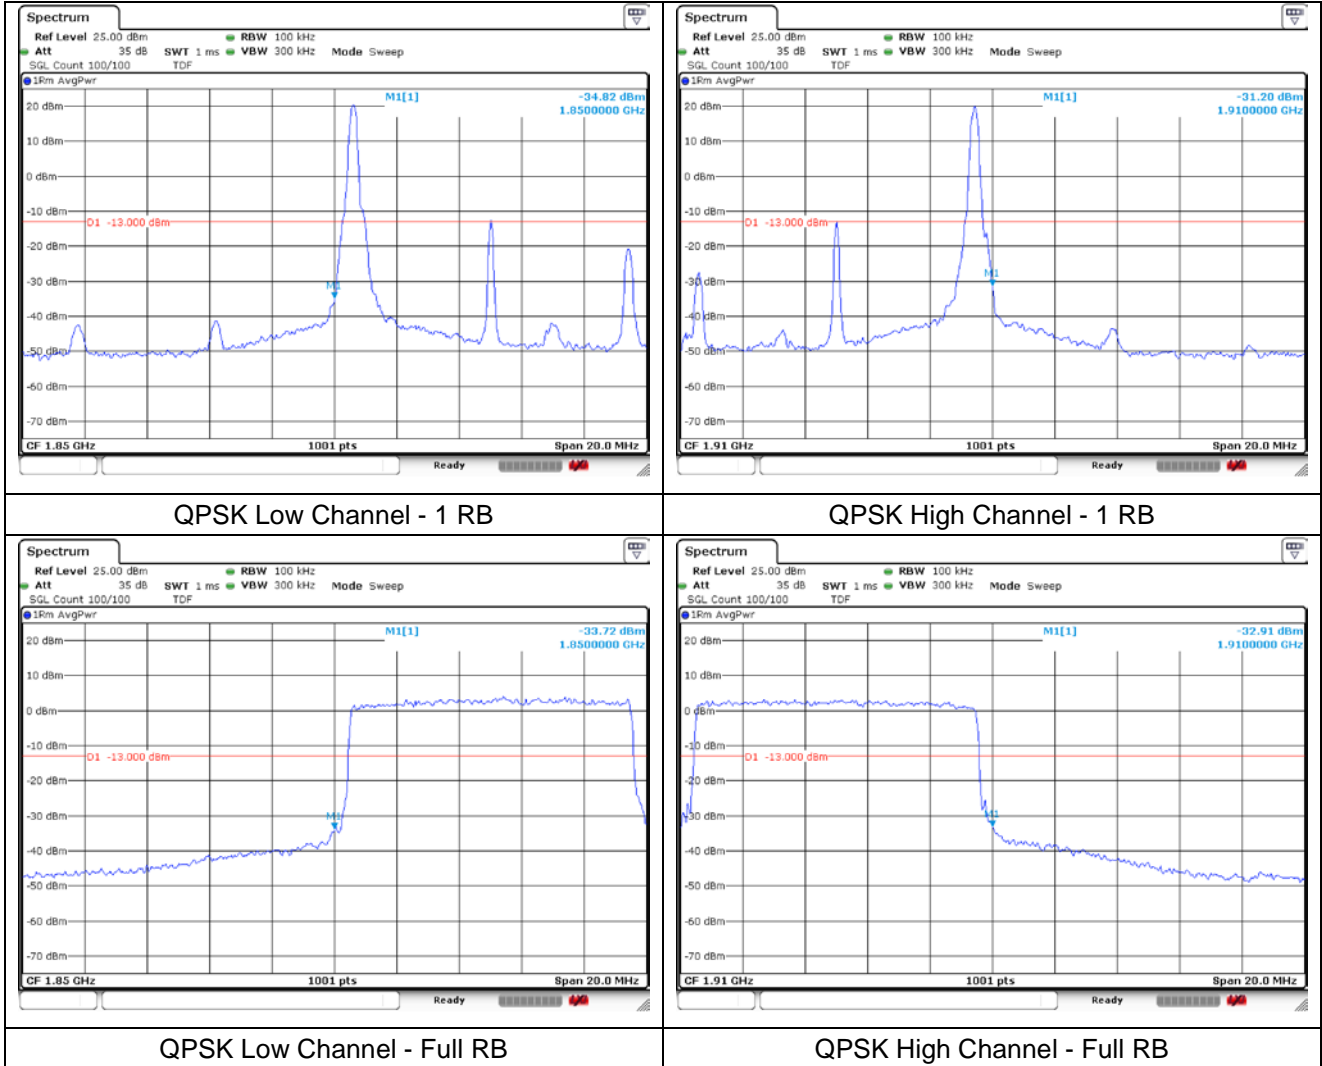 Spectrum
Ref Level 25.00 dBm RBW 100 kHz
Att 35 dB SWT 1 ms VBW 300 kHz Mode Sweep
SGL Count 100/100 TDF
1Rm AvgPwr
M1[1] -34.82 dBm
1.8500000 GHz
20 dBm
10 dBm
0 dBm
-10 dBm
D1 -13.000 dBm
-20 dBm
-30 dBm
M1
-40 dBm
-50 dBm
-60 dBm
-70 dBm
CF 1.85 GHz 1001 pts Span 20.0 MHz
Ready
Spectrum
Ref Level 25.00 dBm RBW 100 kHz
Att 35 dB SWT 1 ms VBW 300 kHz Mode Sweep
SGL Count 100/100 TDF
1Rm AvgPwr
M1[1] -31.20 dBm
1.9100000 GHz
20 dBm
10 dBm
0 dBm
-10 dBm
D1 -13.000 dBm
-20 dBm
-30 dBm
M1
-40 dBm
-50 dBm
-60 dBm
-70 dBm
CF 1.91 GHz 1001 pts Span 20.0 MHz
Ready
QPSK Low Channel - 1 RB
QPSK High Channel - 1 RB
Spectrum
Ref Level 25.00 dBm RBW 100 kHz
Att 35 dB SWT 1 ms VBW 300 kHz Mode Sweep
SGL Count 100/100 TDF
1Rm AvgPwr
M1[1] -33.72 dBm
1.8500000 GHz
20 dBm
10 dBm
0 dBm
-10 dBm
D1 -13.000 dBm
-20 dBm
-30 dBm
M1
-40 dBm
-50 dBm
-60 dBm
-70 dBm
CF 1.85 GHz 1001 pts Span 20.0 MHz
Ready
Spectrum
Ref Level 25.00 dBm RBW 100 kHz
Att 35 dB SWT 1 ms VBW 300 kHz Mode Sweep
SGL Count 100/100 TDF
1Rm AvgPwr
M1[1] -32.91 dBm
1.9100000 GHz
20 dBm
10 dBm
0 dBm
-10 dBm
D1 -13.000 dBm
-20 dBm
-30 dBm
M1
-40 dBm
-50 dBm
-60 dBm
-70 dBm
CF 1.91 GHz 1001 pts Span 20.0 MHz
Ready
QPSK Low Channel - Full RB
QPSK High Channel - Full RB